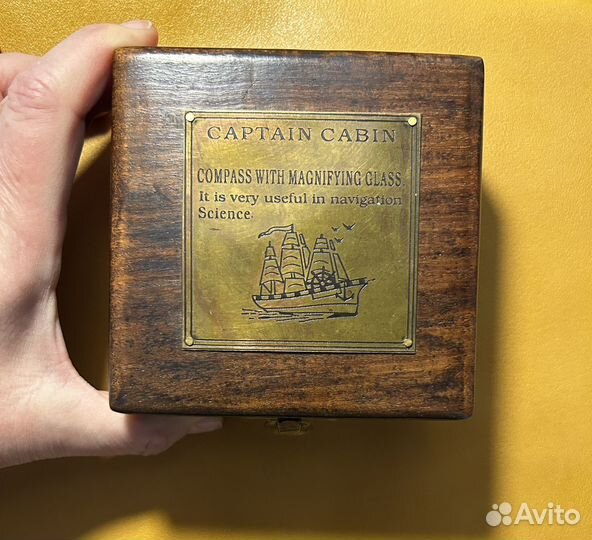 CAPTAIN CABIN
COMPASS WITH MAGNIFYING GLASS.
It is very useful in navigation
Science.
Avito